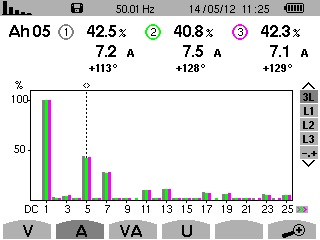 50.01 Hz 14/05/12 11:25
Ah 05 1 42.5% 2 40.8% 3 42.3%
7.2 A 7.5 A 7.1 A
+113° +128° +129°
%
100
50
3L
L1
L2
L3
-.+
DC 1 3 5 7 9 11 13 15 17 19 21 23 25
V A VA U